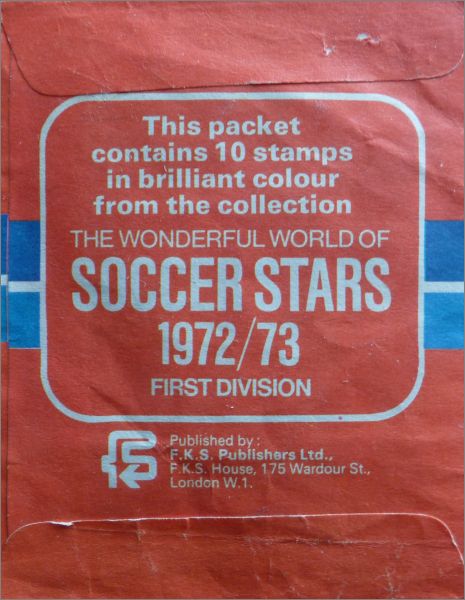 This packet
contains 10 stamps
in brilliant colour
from the collection
THE WONDERFUL WORLD OF
SOCCER STARS
1972/73
FIRST DIVISION
Published by:
F.K.S. Publishers Ltd.,
F.K.S. House, 175 Wardour St.,
London W.1.